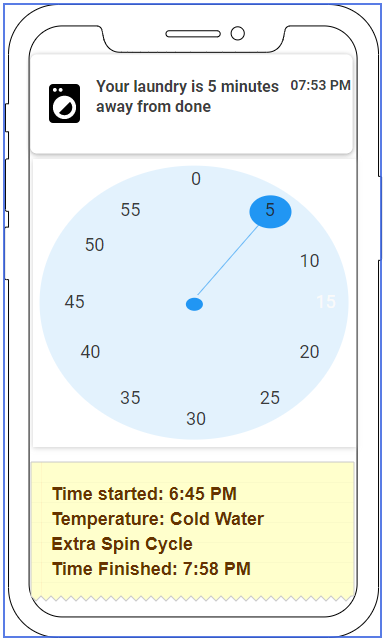 Your laundry is 5 minutes 07:53 PM
away from done
0
55 5
50 10
45 15
40 20
35 25
30
Time started: 6:45 PM
Temperature: Cold Water
Extra Spin Cycle
Time Finished: 7:58 PM